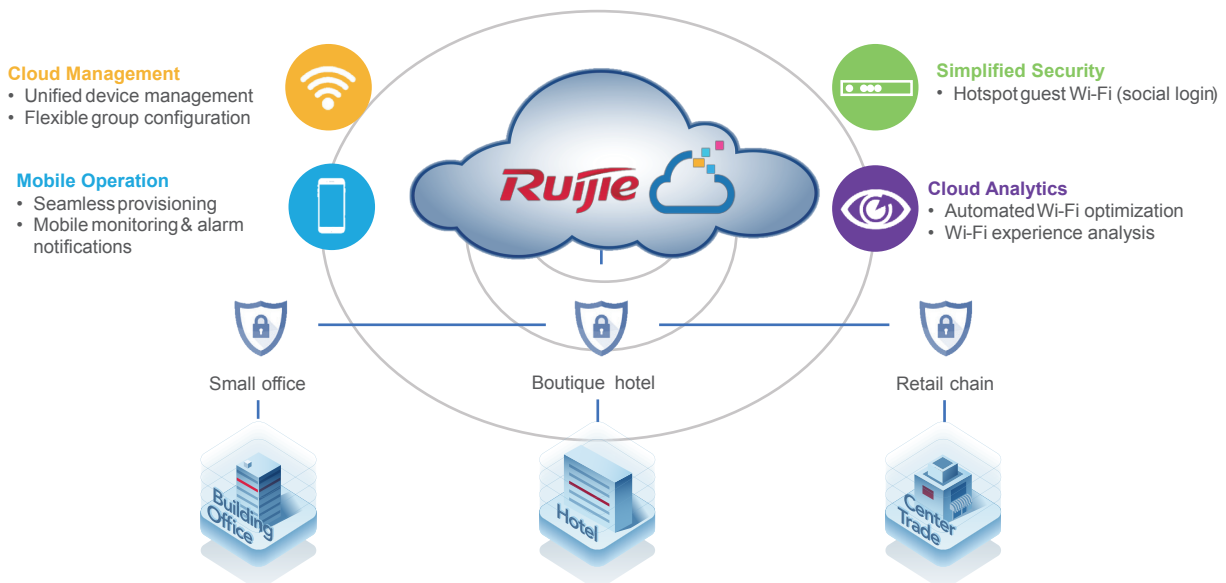 Cloud Management
• Unified device management
• Flexible group configuration
Mobile Operation
• Seamless provisioning
• Mobile monitoring & alarm
notifications
Ruijie
Simplified Security
• Hotspot guest Wi-Fi (social login)
Cloud Analytics
• Automated Wi-Fi optimization
• Wi-Fi experience analysis
Small office
Boutique hotel
Retail chain
Building
Office
Hotel
Center
Trade